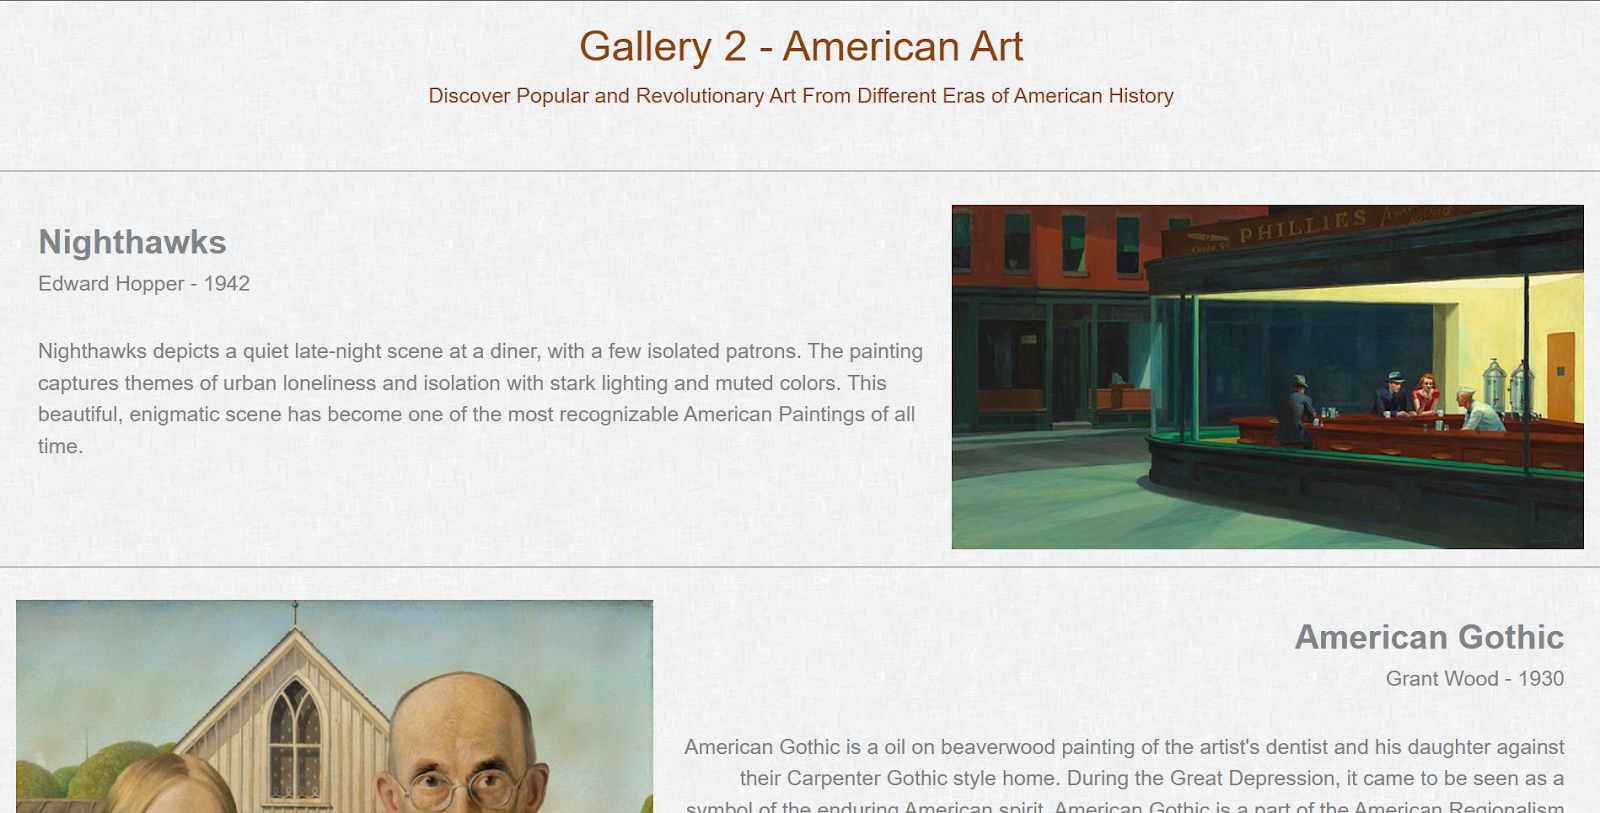 Gallery 2 - American Art
Discover Popular and Revolutionary Art From Different Eras of American History
Nighthawks
Edward Hopper - 1942
Nighthawks depicts a quiet late-night scene at a diner, with a few isolated patrons. The painting
captures themes of urban loneliness and isolation with stark lighting and muted colors. This
beautiful, enigmatic scene has become one of the most recognizable American Paintings of all
time.
PHILLIES
American Gothic
Grant Wood - 1930
American Gothic is a oil on beaverwood painting of the artist's dentist and his daughter against
their Carpenter Gothic style home. During the Great Depression, it came to be seen as a
symbol of the enduring American spirit. American Gothic is a part of the American Regionalism